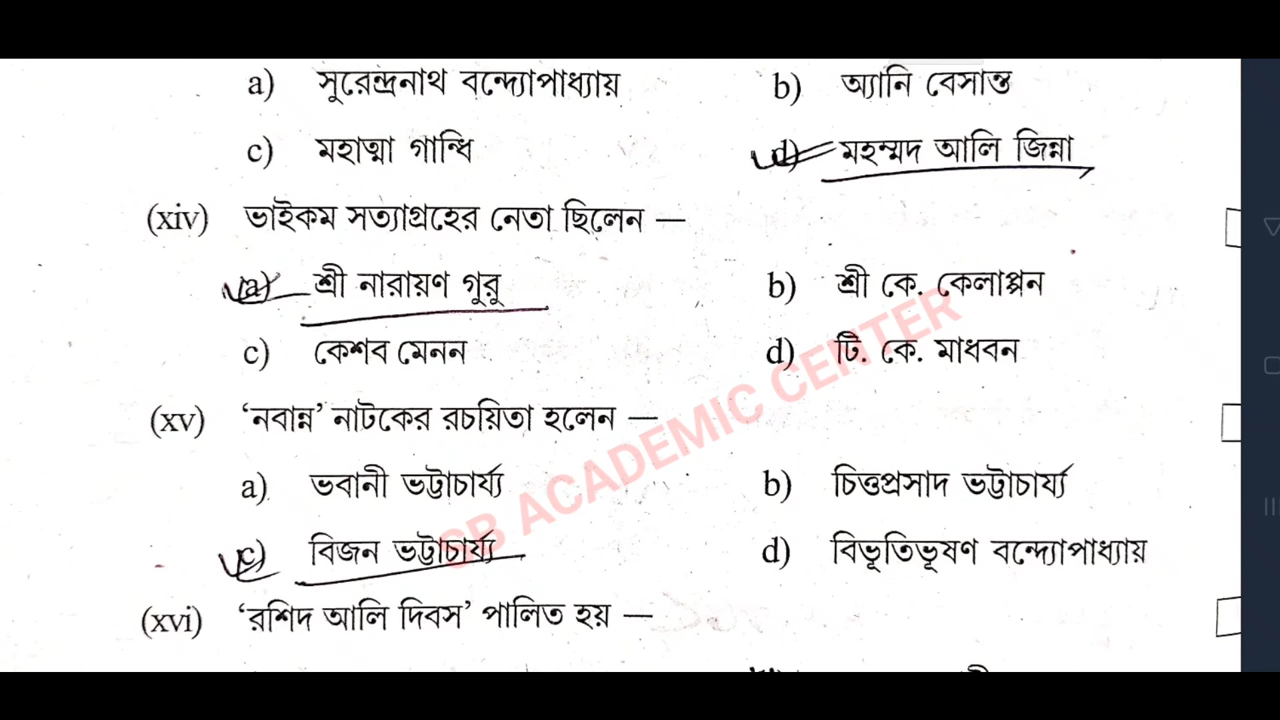 a) সুরেন্দ্রনাথ বন্দ্যোপাধ্যায় b) অ্যানি বেসান্ত
c) মহাত্মা গান্ধি d) মহম্মদ আলি জিন্না
(xiv) ভাইকম সত্যাগ্রহের নেতা ছিলেন —
a) শ্রী নারায়ণ গুরু b) শ্রী কে. কেলাপ্পন
c) কেশব মেনন d) টি. কে. মাধবন
(xv) ‘নবান্ন’ নাটকের রচয়িতা হলেন —
a) ভবানী ভট্টাচার্য্য b) চিত্তপ্রসাদ ভট্টাচার্য্য
c) বিজন ভট্টাচার্য্য d) বিভূতিভূষণ বন্দ্যোপাধ্যায়
(xvi) ‘রশিদ আলি দিবস’ পালিত হয় —
ACADEMIC CENTER